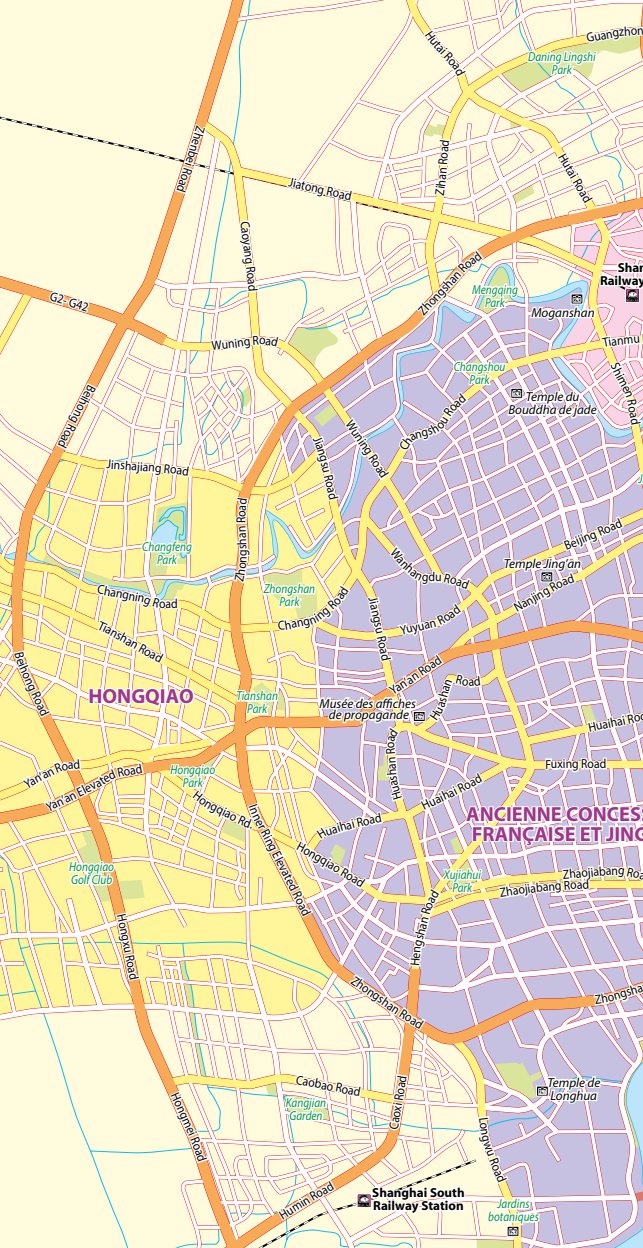 Guangzhon
Hutai Road
Daning Lingshi
Park
Zhenbei Road
Zihan Road
Hutai Road
Jiatong Road
Caoyang Road
Zhongshan Road
Shan
Railway
Mengqing
Park
Moganshan
G2- G42
Wuning Road
Tianmu
Changshou
Park
Shimen Road
Temple du
Bouddha de jade
Beihong Road
Changshou Road
Wuning Road
Jiangsu Road
Jinshajiang Road
Zhongshan Road
Beijing Road
Changfeng
Park
Wanhangdu Road
Temple Jing'an
Zhongshan
Park
Nanjing Road
Changning Road
Changning Road
Jiangsu Road
Yuyuan Road
Tianshan Road
Yan'an Road
Beihong Road
HONGQIAO
Tianshan
Park
Huashan Road
Musée des affiches
de propagande
Huaihai Roa
Huashan Road
Yan'an Road
Yan'an Elevated Road
Hongqiao
Park
Fuxing Road
Hongqiao Rd
Huaihai Road
Inner Ring Elevated Road
Huaihai Road
ANCIENNE CONCES
FRANÇAISE ET JING
Hongqiao Road
Hongqiao
Golf Club
Xujiahui
Park
Zhaojiabang Roa
Zhaojiabang Road
Hengshan Road
Hongxu Road
Zhongshan Road
Zhongsha
Caobao Road
Kangjian
Garden
Caoxi Road
Temple de
Longhua
Hongmei Road
Longwu Road
Humin Road
Shanghai South
Railway Station
Jardins
botaniques